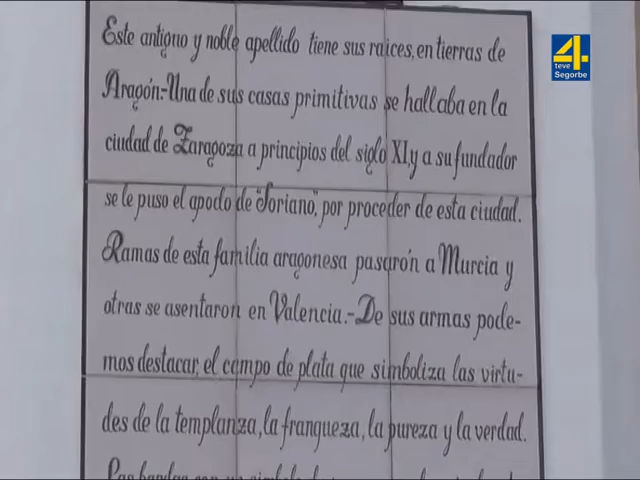 Este antiguo y noble apellido tiene sus raices, en tierras de
Aragón.-Una de sus casas primitivas se hallaba en la
ciudad de Zaragoza a principios del siglo XI, y a su fundador
se le puso el apodo de "Soriano", por proceder de esta ciudad.
Ramas de esta familia aragonesa pasarón a Murcia y
otras se asentaron en Valencia.-De sus armas pode-
mos destacar, el campo de plata que simboliza las virtu-
des de la templanza, la franqueza, la pureza y la verdad.
4
teve
Segorbe